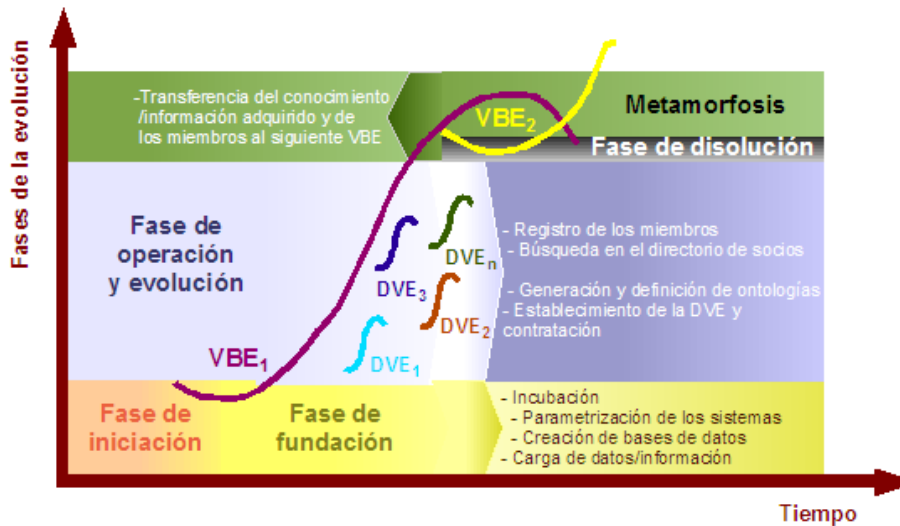 Fases de la evolución
-Transferencia del conocimiento
/información adquirido y de
los miembros al siguiente VBE
VBE2
Metamorfosis
Fase de disolución
Fase de
operación
y evolución
DVE3
DVEn
DVE2
DVE1
VBE1
- Registro de los miembros
- Búsqueda en el directorio de socios
- Generación y definición de ontologías
- Establecimiento de la DVE y
contratación
Fase de
iniciación
Fase de
fundación
- Incubación
- Parametrización de los sistemas
- Creación de bases de datos
- Carga de datos/información
Tiempo